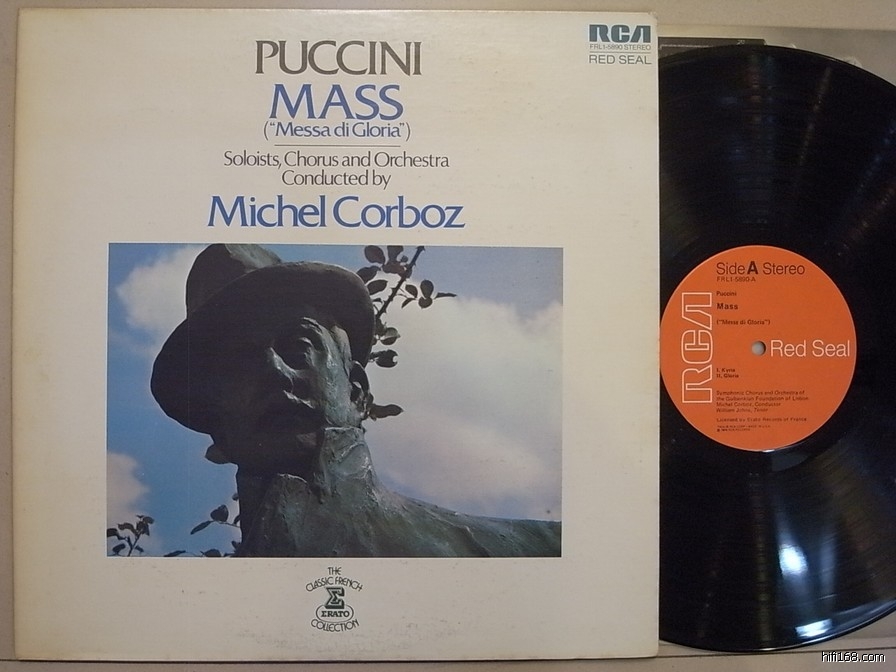 PUCCINI
MASS
("Messa di Gloria")
Soloists, Chorus and Orchestra
Conducted by
Michel Corboz
RCA
FRL1-5890 STEREO
RED SEAL
THE
CLASSIC FRENCH
ERATO
COLLECTION
Side A Stereo
FRL1-5890-A
Puccini
Mass
("Messa di Gloria")
RCA
Red Seal
I. Kyrie
II. Gloria
Symphonic Chorus and Orchestra of
the Gulbenkian Foundation of Lisbon
Michel Corboz, Conductor
William Johns, Tenor
Licensed by Erato Records of France
hifi168.com